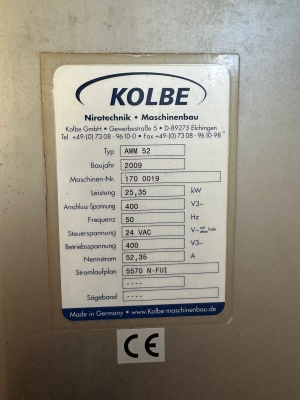 KOLBE
Nirotechnik • Maschinenbau
Kolbe GmbH • Gewerbestraße 5 • D-89275 Elchingen
Tel. +49-(0) 73 08 - 96 10-0 • Fax +49-(0) 73 08 - 96 10-98
Typ AMM 52
Baujahr 2009
Maschinen-Nr. 170 0019
Leistung 25,35 kW
Anschluss-Spannung 400 V3~
Frequenz 50 Hz
Steuerspannung 24 VAC V~
Betriebsspannung 400 V3~
Nennstrom 52,35 A
Stromlaufplan 5570 N-FUI
----
Sägeband ----
Made in Germany • www.Kolbe-maschinenbau.de
CE